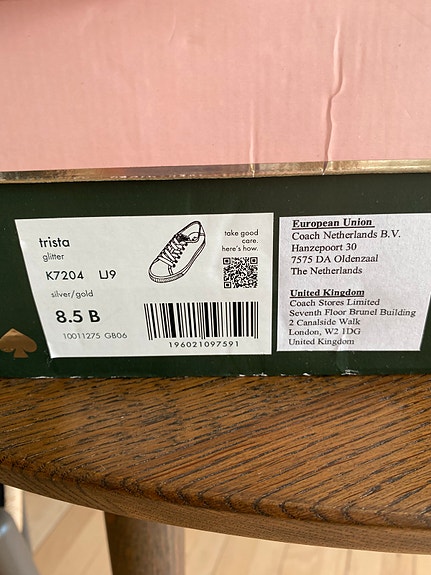 trista
glitter
K7204 LJ9
silver/gold
8.5 B
10011275 GB06
take good
care.
here's how.
196021097591
European Union
Coach Netherlands B.V.
Hanzepoort 30
7575 DA Oldenzaal
The Netherlands
United Kingdom
Coach Stores Limited
Seventh Floor Brunel Building
2 Canalside Walk
London, W2 1DG
United Kingdom